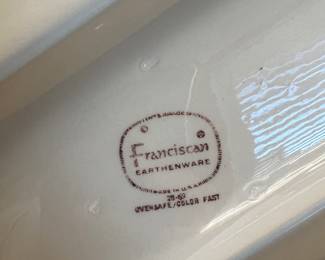 Franciscan
EARTHENWARE
MADE IN U.S.A.
OVENSAFE/COLOR FAST